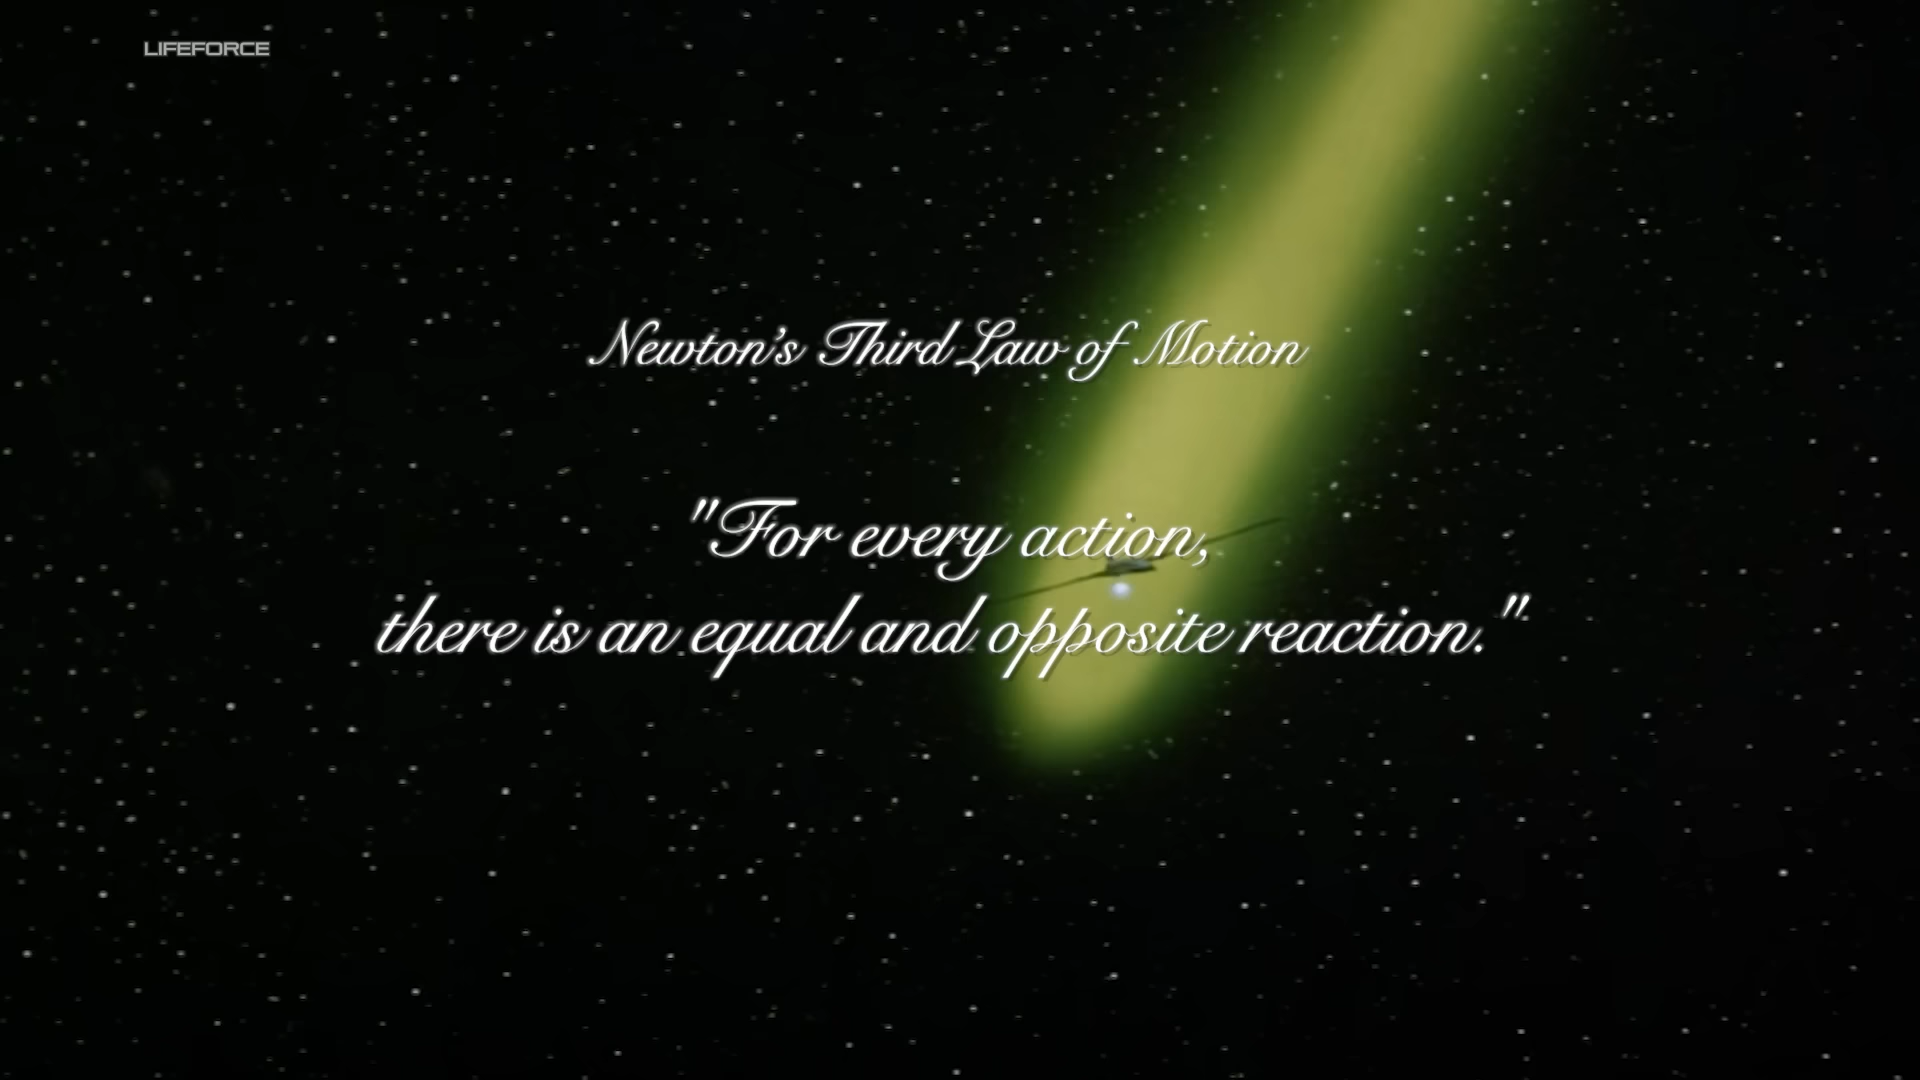 LIFEFORCE
Newton's Third Law of Motion
"For every action,
there is an equal and opposite reaction."